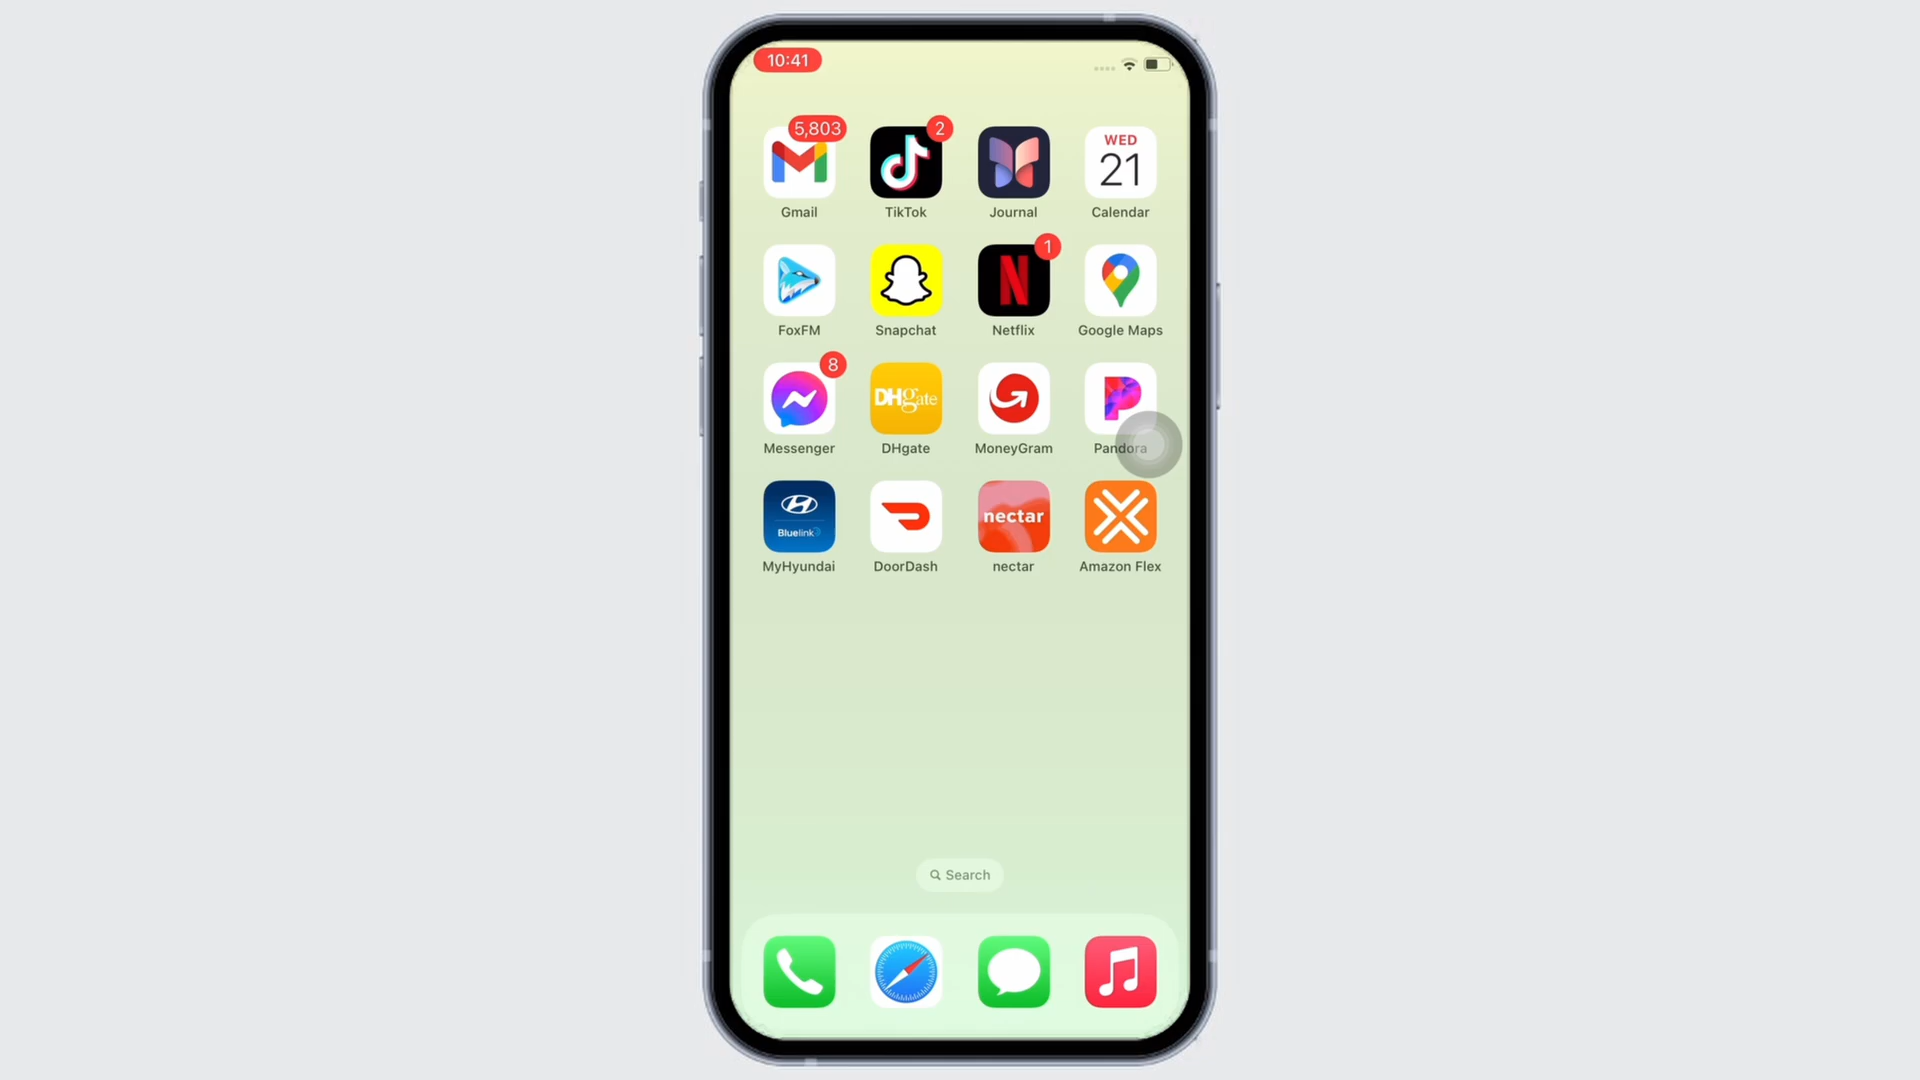 10:41
5,803
2
WED
21
Gmail
TikTok
Journal
Calendar
1
FoxFM
Snapchat
Netflix
Google Maps
8
DHgate
Messenger
DHgate
MoneyGram
Pandora
Bluelink
nectar
MyHyundai
DoorDash
nectar
Amazon Flex
Search